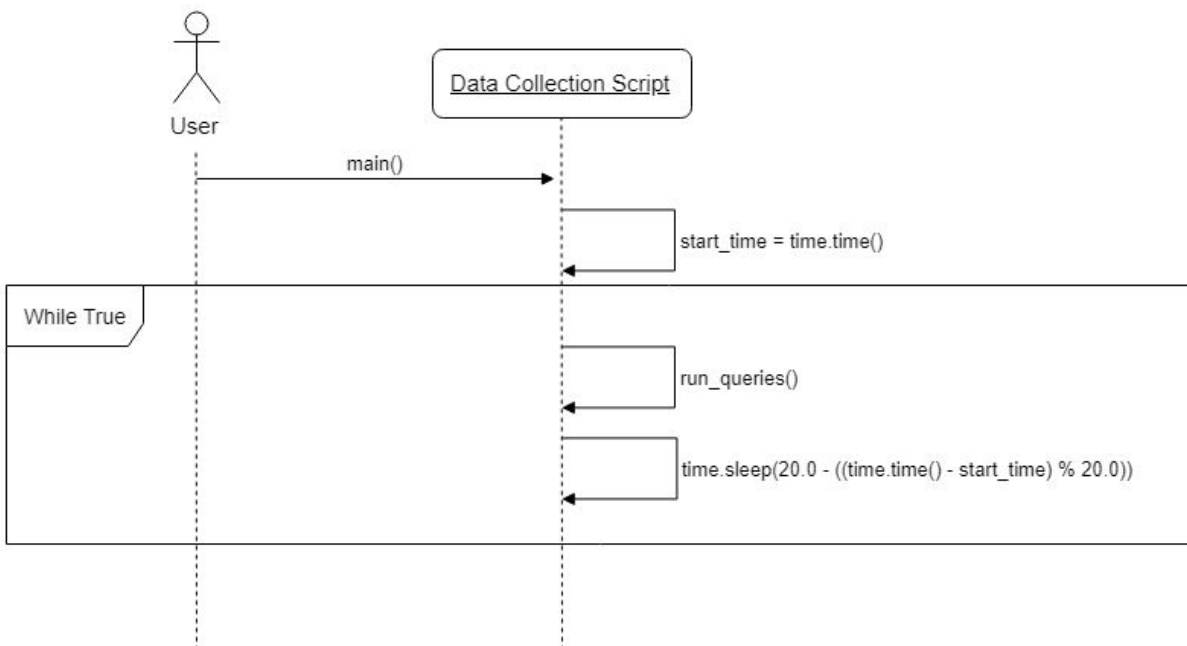 User
Data Collection Script
main()
start_time = time.time()
While True
run_queries()
time.sleep(20.0 - ((time.time() - start_time) % 20.0))